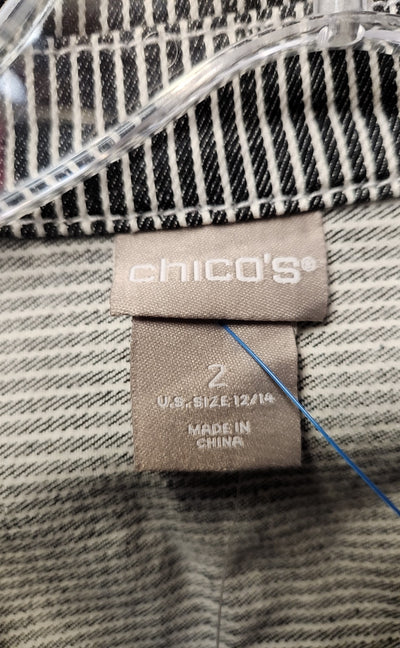 chico's®
2
U.S. SIZE 12/14
MADE IN
CHINA